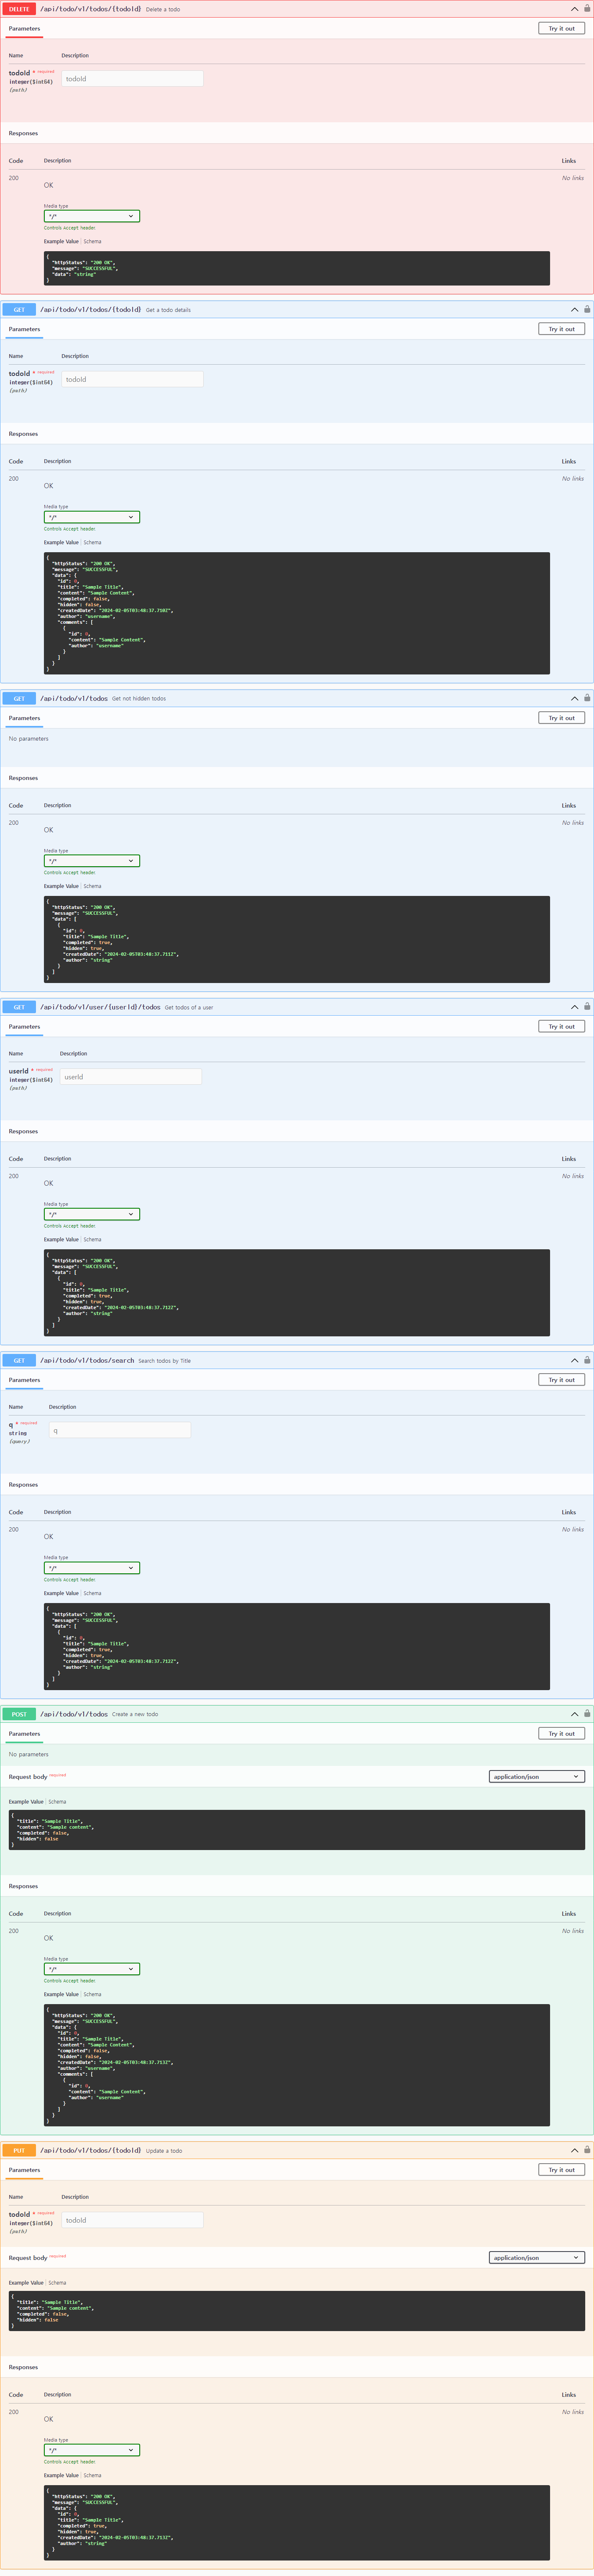 DELETE /api/todo/v1/todos/{todoId} Delete a todo
Parameters Try it out
Name Description
todoId * required
integer($int64)
(path)
todoId
Responses
Code Description Links
200 OK No links
Media type
*/*
Controls Accept header.
Example Value Schema
{
"httpStatus": "200 OK",
"message": "SUCCESSFUL",
"data": "string"
}
GET /api/todo/v1/todos/{todoId} Get a todo details
Parameters Try it out
Name Description
todoId * required
integer($int64)
(path)
todoId
Responses
Code Description Links
200 OK No links
Media type
*/*
Controls Accept header.
Example Value Schema
{
"httpStatus": "200 OK",
"message": "SUCCESSFUL",
"data": {
"id": 0,
"title": "Sample Title",
"content": "Sample Content",
"completed": false,
"hidden": false,
"createdDate": "2024-02-05T03:48:37.710Z",
"author": "username",
"comments": [
{
"id": 0,
"content": "Sample Content",
"author": "username"
}
]
}
}
GET /api/todo/v1/todos Get not hidden todos
Parameters Try it out
No parameters
Responses
Code Description Links
200 OK No links
Media type
*/*
Controls Accept header.
Example Value Schema
{
"httpStatus": "200 OK",
"message": "SUCCESSFUL",
"data": [
{
"id": 0,
"title": "Sample Title",
"completed": true,
"hidden": true,
"createdDate": "2024-02-05T03:48:37.711Z",
"author": "string"
}
]
}
GET /api/todo/v1/user/{userId}/todos Get todos of a user
Parameters Try it out
Name Description
userId * required
integer($int64)
(path)
userId
Responses
Code Description Links
200 OK No links
Media type
*/*
Controls Accept header.
Example Value Schema
{
"httpStatus": "200 OK",
"message": "SUCCESSFUL",
"data": [
{
"id": 0,
"title": "Sample Title",
"completed": true,
"hidden": true,
"createdDate": "2024-02-05T03:48:37.712Z",
"author": "string"
}
]
}
GET /api/todo/v1/todos/search Search todos by Title
Parameters Try it out
Name Description
q * required
string
(query)
q
Responses
Code Description Links
200 OK No links
Media type
*/*
Controls Accept header.
Example Value Schema
{
"httpStatus": "200 OK",
"message": "SUCCESSFUL",
"data": [
{
"id": 0,
"title": "Sample Title",
"completed": true,
"hidden": true,
"createdDate": "2024-02-05T03:48:37.712Z",
"author": "string"
}
]
}
POST /api/todo/v1/todos Create a new todo
Parameters Try it out
No parameters
Request body required application/json
Example Value Schema
{
"title": "Sample Title",
"content": "Sample content",
"completed": false,
"hidden": false
}
Responses
Code Description Links
200 OK No links
Media type
*/*
Controls Accept header.
Example Value Schema
{
"httpStatus": "200 OK",
"message": "SUCCESSFUL",
"data": {
"id": 0,
"title": "Sample Title",
"content": "Sample Content",
"completed": false,
"hidden": false,
"createdDate": "2024-02-05T03:48:37.713Z",
"author": "username",
"comments": [
{
"id": 0,
"content": "Sample Content",
"author": "username"
}
]
}
}
PUT /api/todo/v1/todos/{todoId} Update a todo
Parameters Try it out
Name Description
todoId * required
integer($int64)
(path)
todoId
Request body required application/json
Example Value Schema
{
"title": "Sample Title",
"content": "Sample content",
"completed": false,
"hidden": false
}
Responses
Code Description Links
200 OK No links
Media type
*/*
Controls Accept header.
Example Value Schema
{
"httpStatus": "200 OK",
"message": "SUCCESSFUL",
"data": {
"id": 0,
"title": "Sample Title",
"completed": true,
"hidden": true,
"createdDate": "2024-02-05T03:48:37.713Z",
"author": "string"
}
}